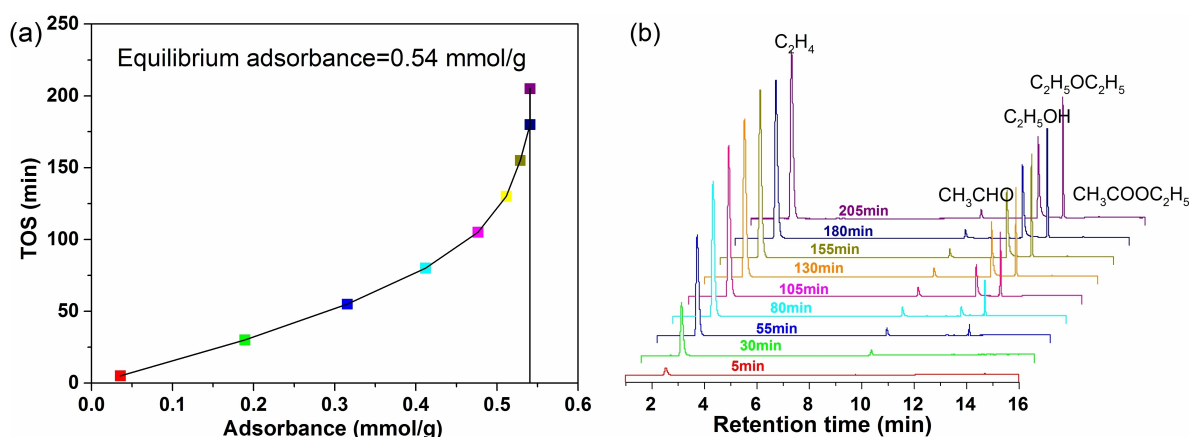 (a)
250
200
150
100
50
0
TOS (min)
Equilibrium adsorbance=0.54 mmol/g
0.0 0.1 0.2 0.3 0.4 0.5 0.6
Adsorbance (mmol/g)
(b)
C₂H₄
C₂H₅OC₂H₅
C₂H₅OH
CH₃CHO
CH₃COOC₂H₅
205min
180min
155min
130min
105min
80min
55min
30min
5min
2 4 6 8 10 12 14 16
Retention time (min)